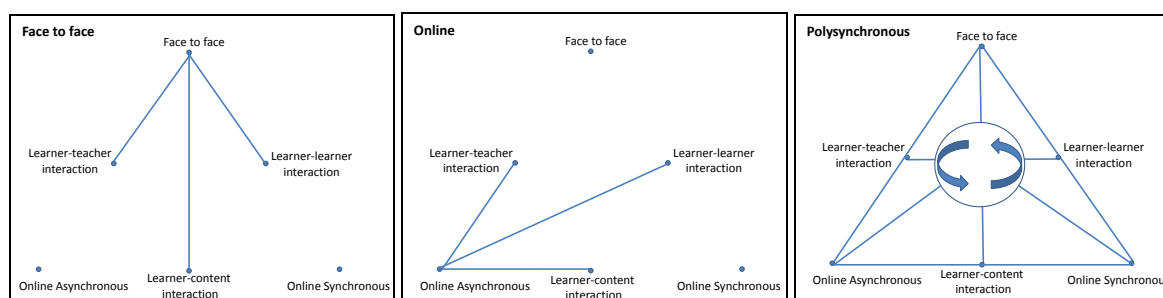 Face to face
Face to face
Learner-teacher
interaction
Learner-learner
interaction
Online Asynchronous
Learner-content
interaction
Online Synchronous
Online
Face to face
Learner-teacher
interaction
Learner-learner
interaction
Online Asynchronous
Learner-content
interaction
Online Synchronous
Polysynchronous
Face to face
Learner-teacher
interaction
Learner-learner
interaction
Online Asynchronous
Learner-content
interaction
Online Synchronous